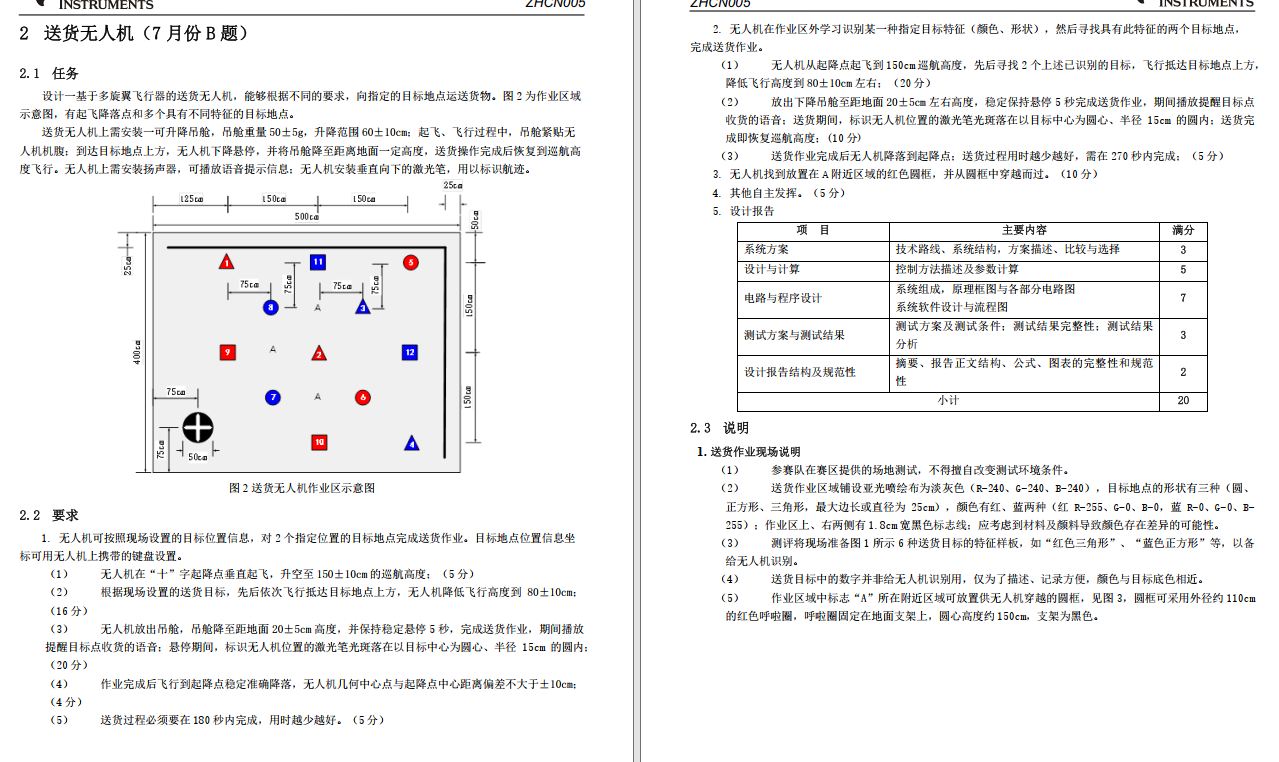 INSTRUMENTS
ZHCN005
2 送货无人机（7月份B题）
2.1 任务
设计一基于多旋翼飞行器的送货无人机，能够根据不同的要求，向指定的目标地点运送货物。图 2 为作业区域
示意图，有起飞降落点和多个具有不同特征的目标地点。
送货无人机上需安装一可升降吊舱，吊舱重量 50±5g，升降范围 60±10cm；起飞、飞行过程中，吊舱紧贴无
人机机腹；到达目标地点上方，无人机下降悬停，并将吊舱降至距离地面一定高度，送货操作完成后恢复到巡航高
度飞行。无人机上需安装扬声器，可播放语音提示信息；无人机安装垂直向下的激光笔，用以标识航迹。
25cm
125cm
150cm
150cm
500cm
50cm
25cm
1
11
5
75cm
75cm
75cm
75cm
8
A
3
150cm
400cm
9
A
2
12
75cm
7
A
6
150cm
75cm
50cm
10
4
图 2 送货无人机作业区示意图
2.2 要求
1. 无人机可按照现场设置的目标位置信息，对 2 个指定位置的目标地点完成送货作业。目标地点位置信息坐
标可用无人机上携带的键盘设置。
（1） 无人机在“十”字起降点垂直起飞，升空至 150±10cm 的巡航高度；（5 分）
（2） 根据现场设置的送货目标，先后依次飞行抵达目标地点上方，无人机降低飞行高度到 80±10cm；
（16 分）
（3） 无人机放出吊舱，吊舱降至距地面 20±5cm 高度，并保持稳定悬停 5 秒，完成送货作业，期间播放
提醒目标点收货的语音；悬停期间，标识无人机位置的激光笔光斑落在以目标中心为圆心、半径 15cm 的圆内；
（20 分）
（4） 作业完成后飞行到起降点稳定准确降落，无人机几何中心点与起降点中心距离偏差不大于±10cm；
（4 分）
（5） 送货过程必须要在 180 秒内完成，用时越少越好。（5 分）
ZHCN005
INSTRUMENTS
2. 无人机在作业区外学习识别某一种指定目标特征（颜色、形状），然后寻找具有此特征的两个目标地点，
完成送货作业。
（1） 无人机从起降点起飞到 150cm 巡航高度，先后寻找 2 个上述已识别的目标，飞行抵达目标地点上方，
降低飞行高度到 80±10cm 左右；（20 分）
（2） 放出下降吊舱至距地面 20±5cm 左右高度，稳定保持悬停 5 秒完成送货作业，期间播放提醒目标点
收货的语音；送货期间，标识无人机位置的激光笔光斑落在以目标中心为圆心、半径 15cm 的圆内；送货完
成即恢复巡航高度；（10 分）
（3） 送货作业完成后无人机降落到起降点；送货过程用时越少越好，需在 270 秒内完成；（5 分）
3. 无人机找到放置在 A 附近区域的红色圆框，并从圆框中穿越而过。（10 分）
4. 其他自主发挥。（5 分）
5. 设计报告
项 目 主要内容 满分
系统方案 技术路线、系统结构，方案描述、比较与选择 3
设计与计算 控制方法描述及参数计算 5
电路与程序设计 系统组成，原理框图与各部分电路图 7
系统软件设计与流程图
测试方案与测试结果 测试方案及测试条件；测试结果完整性；测试结果 3
分析
设计报告结构及规范性 摘要、报告正文结构、公式、图表的完整性和规范 2
性
小计 20
2.3 说明
1. 送货作业现场说明
（1） 参赛队在赛区提供的场地测试，不得擅自改变测试环境条件。
（2） 送货作业区域铺设亚光喷绘布为淡灰色（R-240、G-240、B-240），目标地点的形状有三种（圆、
正方形、三角形，最大边长或直径为 25cm），颜色有红、蓝两种（红 R-255、G-0、B-0，蓝 R-0、G-0、B-
255）；作业区上、右两侧有 1.8cm 宽黑色标志线；应考虑到材料及颜料导致颜色存在差异的可能性。
（3） 测评将现场准备图 1 所示 6 种送货目标的特征样板，如“红色三角形”、“蓝色正方形”等，以备
给无人机识别。
（4） 送货目标中的数字并非给无人机识别用，仅为了描述、记录方便，颜色与目标底色相近。
（5） 作业区域中标志“A”所在附近区域可放置供无人机穿越的圆框，见图 3，圆框可采用外径约 110cm
的红色呼啦圈，呼啦圈固定在地面支架上，圆心高度约 150cm，支架为黑色。